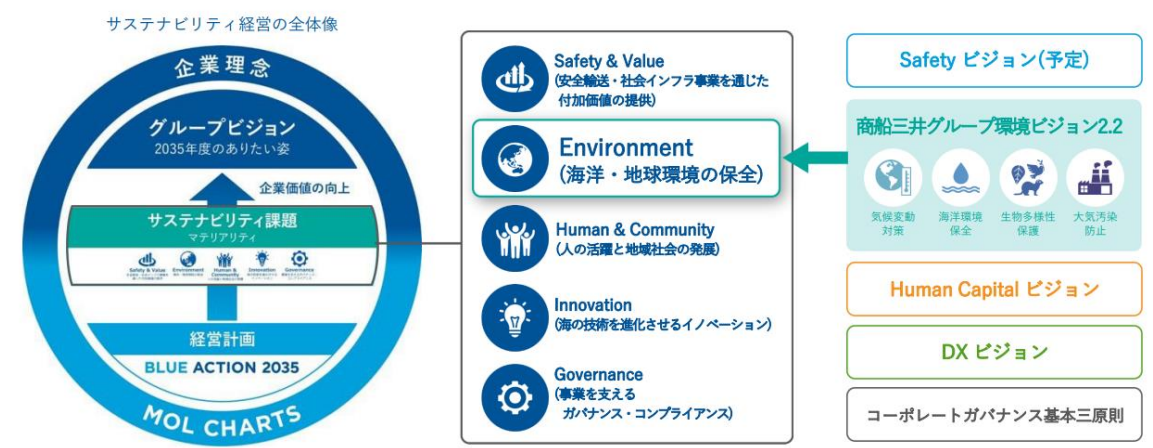 サステナビリティ経営の全体像
企業理念
グループビジョン
2035年度のありたい姿
企業価値の向上
サステナビリティ課題
マテリアリティ
Safety & Value
Environment
Human &
Community
Innovation
Governance
経営計画
BLUE ACTION 2035
MOL CHARTS
Safety & Value
(安全輸送・社会インフラ事業を通じた
付加価値の提供)
Environment
(海洋・地球環境の保全)
Human & Community
(人の活躍と地域社会の発展)
Innovation
(海の技術を進化させるイノベーション)
Governance
(事業を支える
ガバナンス・コンプライアンス)
Safety ビジョン(予定)
商船三井グループ環境ビジョン2.2
気候変動
対策
海洋環境
保全
生物多様性
保護
大気汚染
防止
Human Capital ビジョン
DX ビジョン
コーポレートガバナンス基本三原則